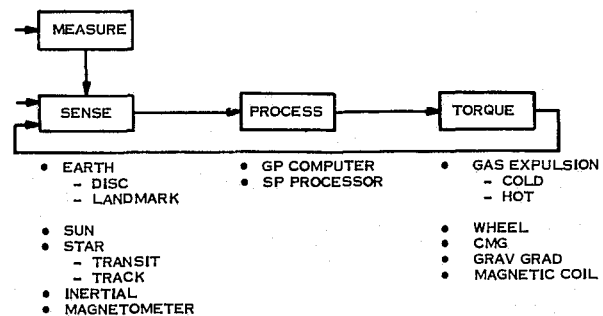 MEASURE
SENSE
PROCESS
TORQUE
• EARTH
– DISC
– LANDMARK
• SUN
• STAR
– TRANSIT
– TRACK
• INERTIAL
• MAGNETOMETER
• GP COMPUTER
• SP PROCESSOR
• GAS EXPULSION
– COLD
– HOT
• WHEEL
• CMG
• GRAV GRAD
• MAGNETIC COIL